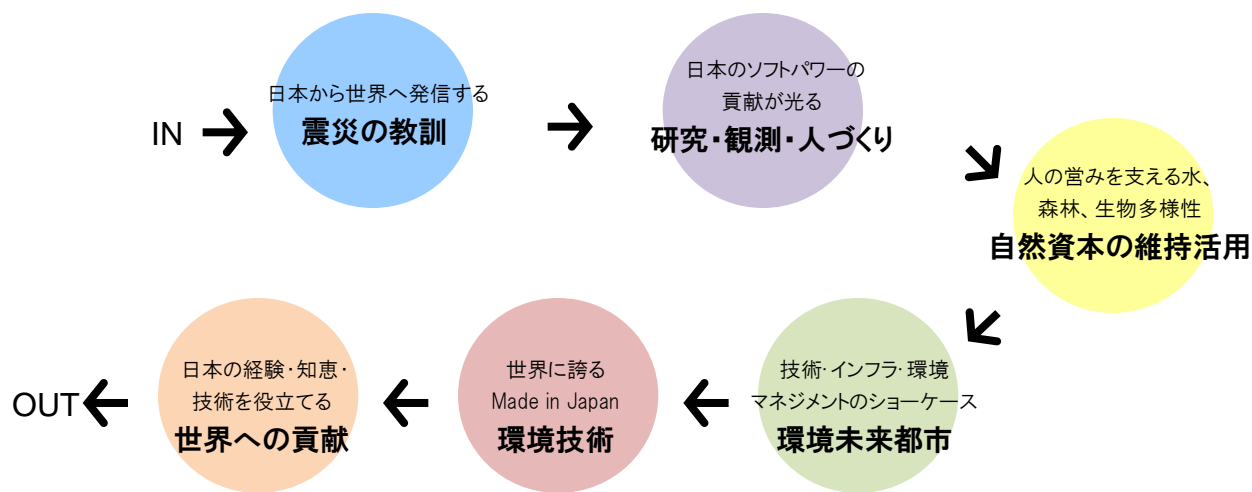 IN
日本から世界へ発信する
震災の教訓
日本のソフトパワーの
貢献が光る
研究・観測・人づくり
人の営みを支える水、
森林、生物多様性
自然資本の維持活用
技術・インフラ・環境
マネジメントのショーケース
環境未来都市
世界に誇る
Made in Japan
環境技術
日本の経験・知恵・
技術を役立てる
世界への貢献
OUT